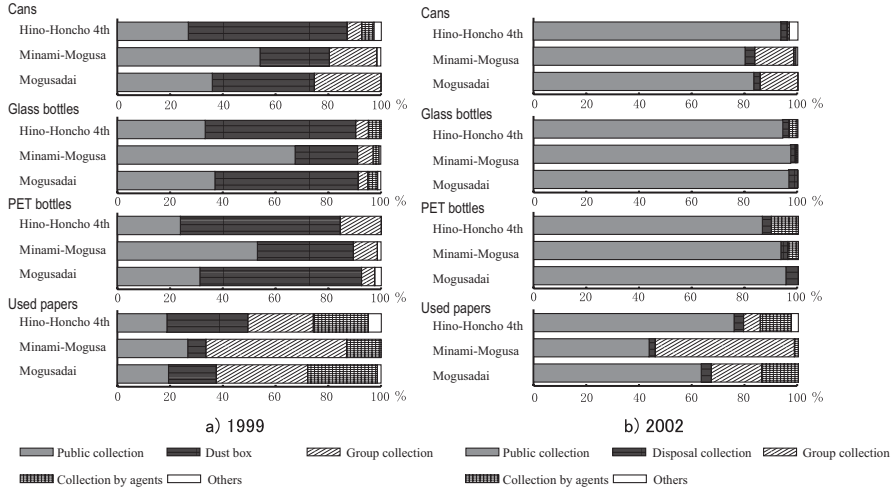 Cans
Hino-Honcho 4th
Minami-Mogusa
Mogusadai
0 20 40 60 80 100 %
Glass bottles
Hino-Honcho 4th
Minami-Mogusa
Mogusadai
0 20 40 60 80 100 %
PET bottles
Hino-Honcho 4th
Minami-Mogusa
Mogusadai
0 20 40 60 80 100 %
Used papers
Hino-Honcho 4th
Minami-Mogusa
Mogusadai
0 20 40 60 80 100 %
a) 1999
Public collection Dust box Group collection
Collection by agents Others
Cans
Hino-Honcho 4th
Minami-Mogusa
Mogusadai
0 20 40 60 80 100 %
Glass bottles
Hino-Honcho 4th
Minami-Mogusa
Mogusadai
0 20 40 60 80 100 %
PET bottles
Hino-Honcho 4th
Minami-Mogusa
Mogusadai
0 20 40 60 80 100 %
Used papers
Hino-Honcho 4th
Minami-Mogusa
Mogusadai
0 20 40 60 80 100 %
b) 2002
Public collection Disposal collection Group collection
Collection by agents Others